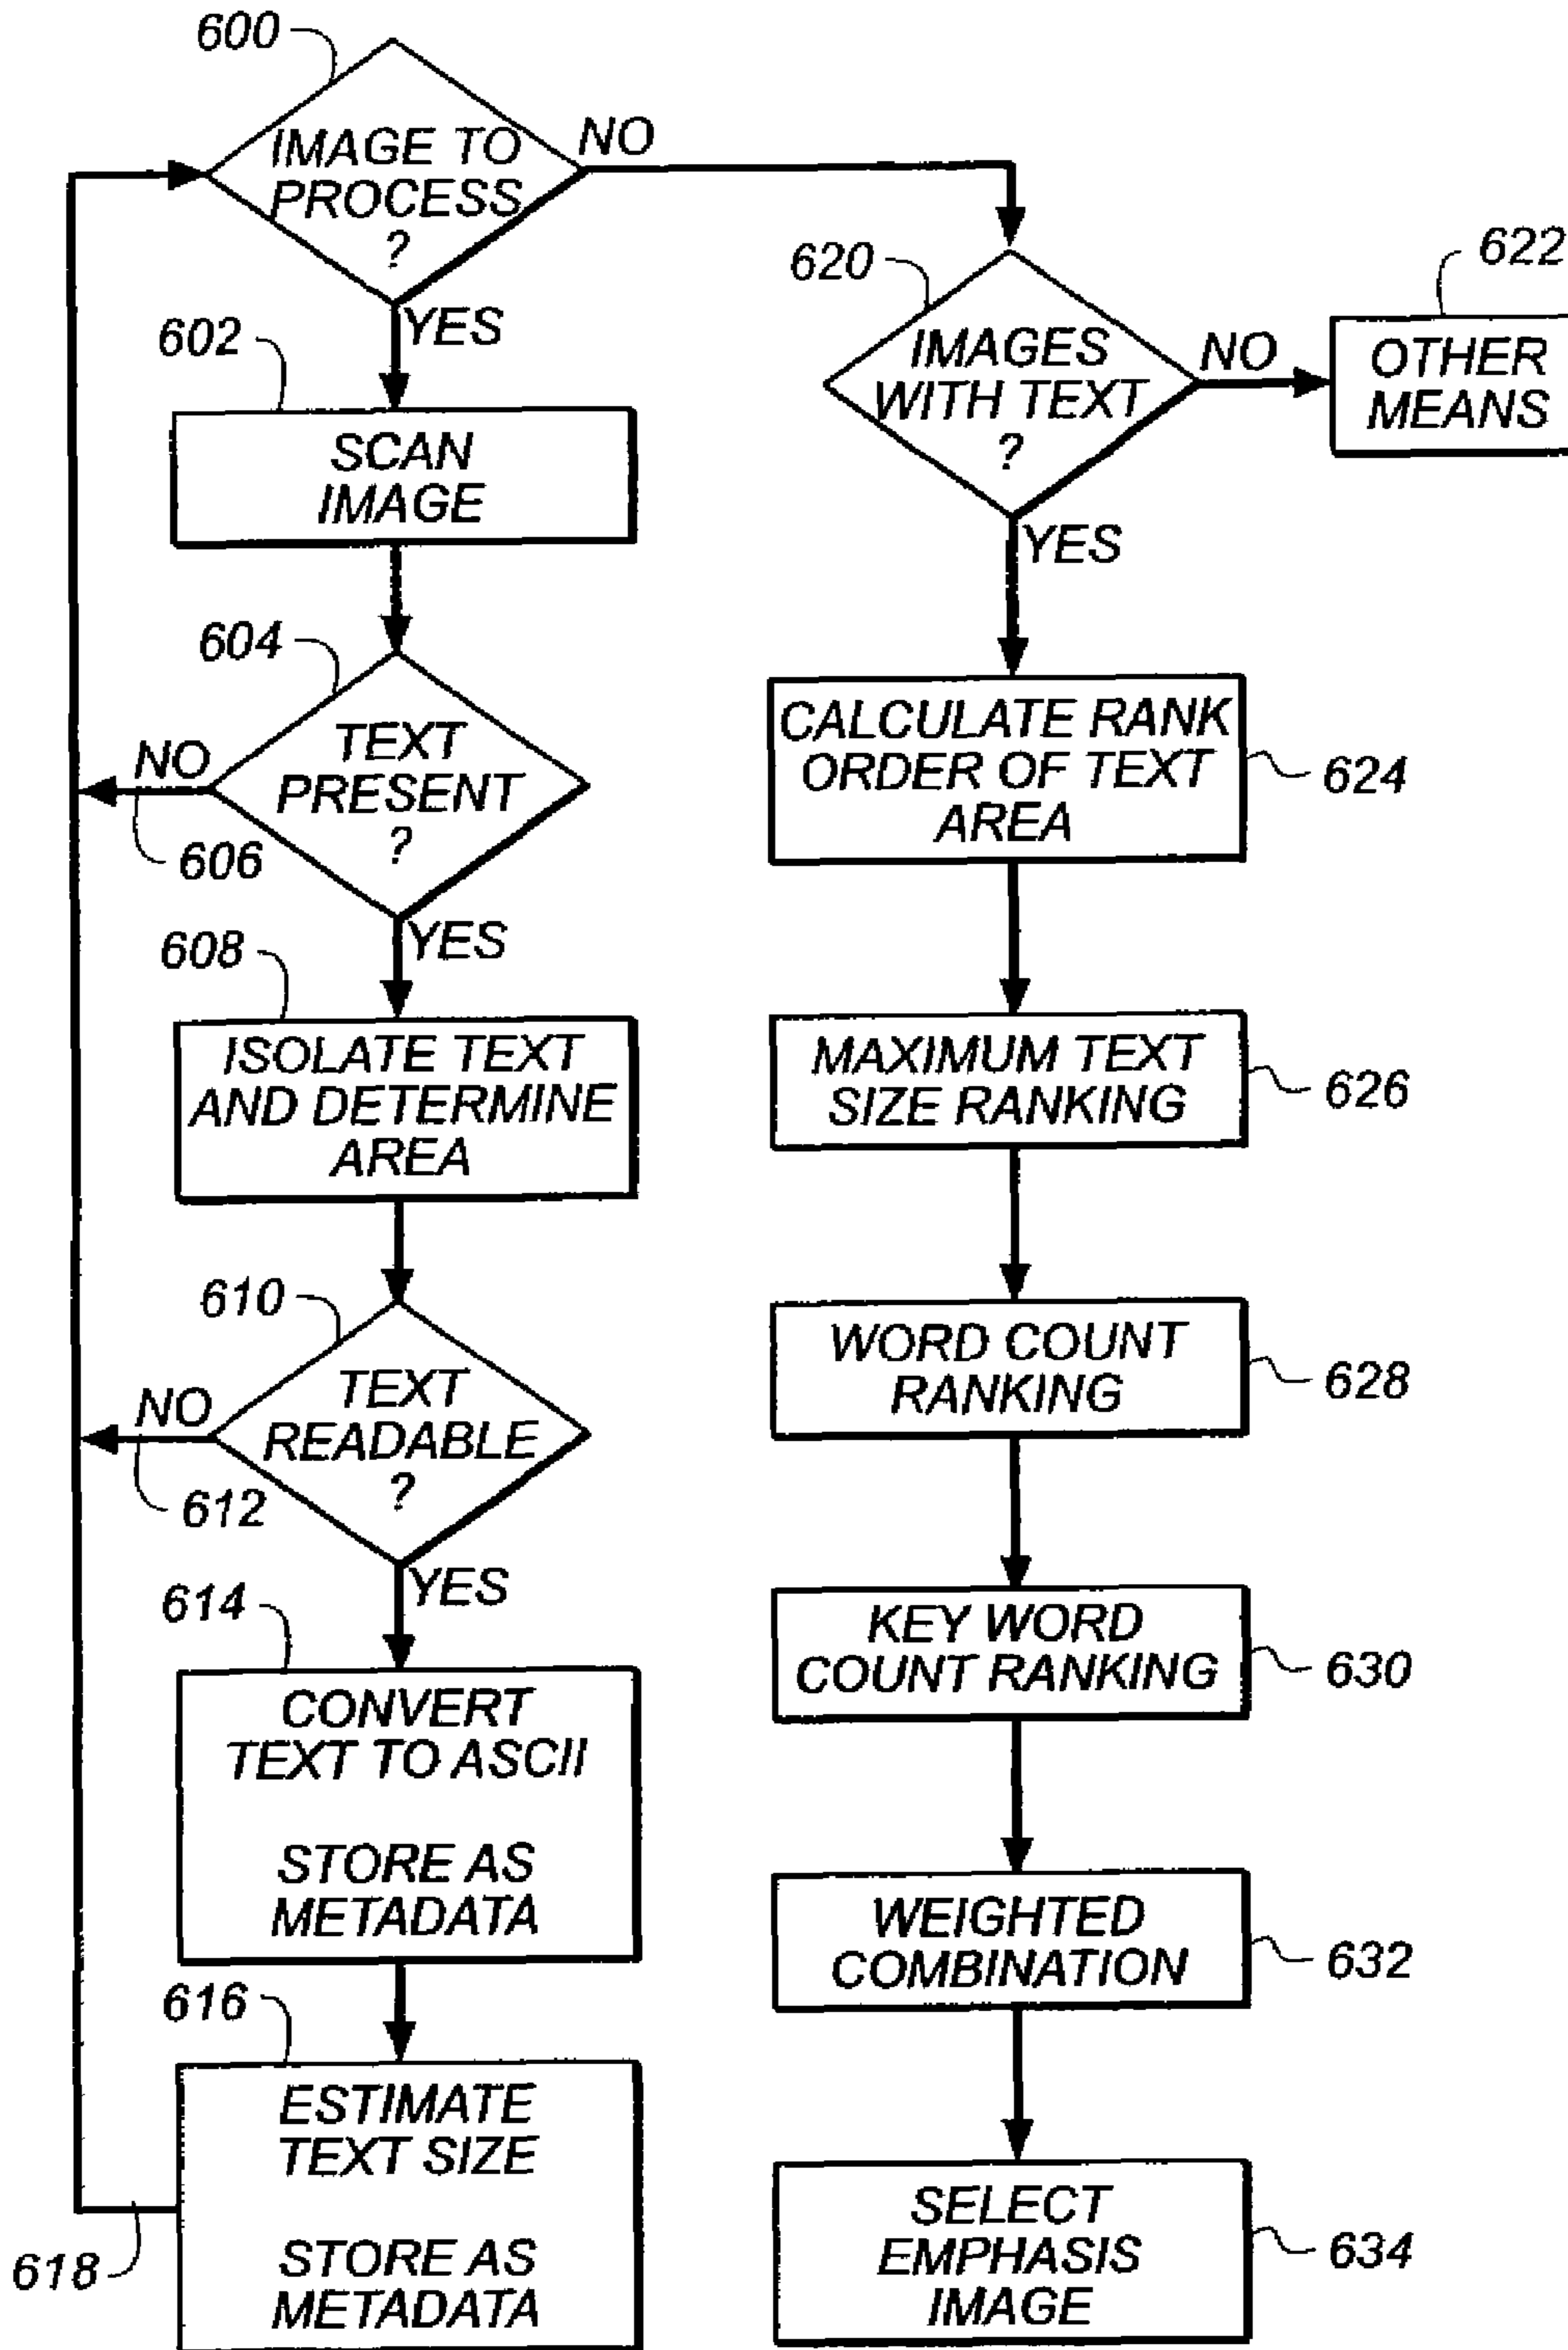 600
IMAGE TO
PROCESS
?
NO
YES
602
SCAN
IMAGE
604
TEXT
PRESENT
?
NO
606
YES
608
ISOLATE TEXT
AND DETERMINE
AREA
610
TEXT
READABLE
?
NO
612
YES
614
CONVERT
TEXT TO ASCII
STORE AS
METADATA
616
ESTIMATE
TEXT SIZE
STORE AS
METADATA
618
620
IMAGES
WITH TEXT
?
NO
622
OTHER
MEANS
YES
CALCULATE RANK
ORDER OF TEXT
AREA
624
MAXIMUM TEXT
SIZE RANKING
626
WORD COUNT
RANKING
628
KEY WORD
COUNT RANKING
630
WEIGHTED
COMBINATION
632
SELECT
EMPHASIS
IMAGE
634